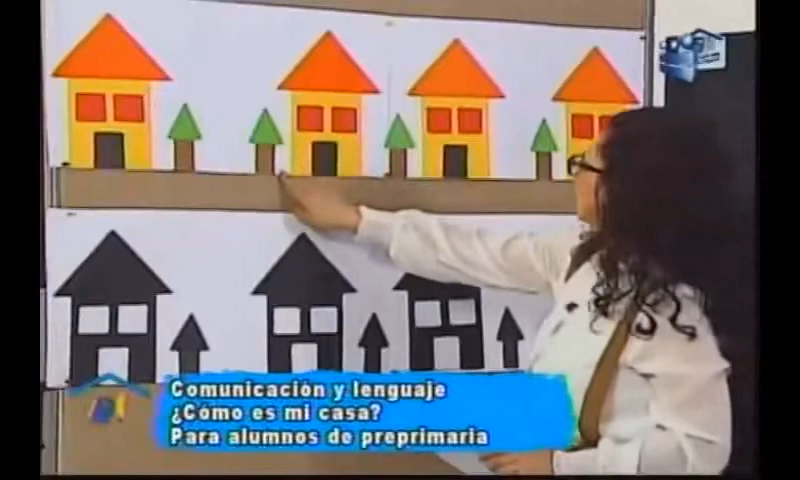 Comunicación y lenguaje
¿Cómo es mi casa?
Para alumnos de preprimaria